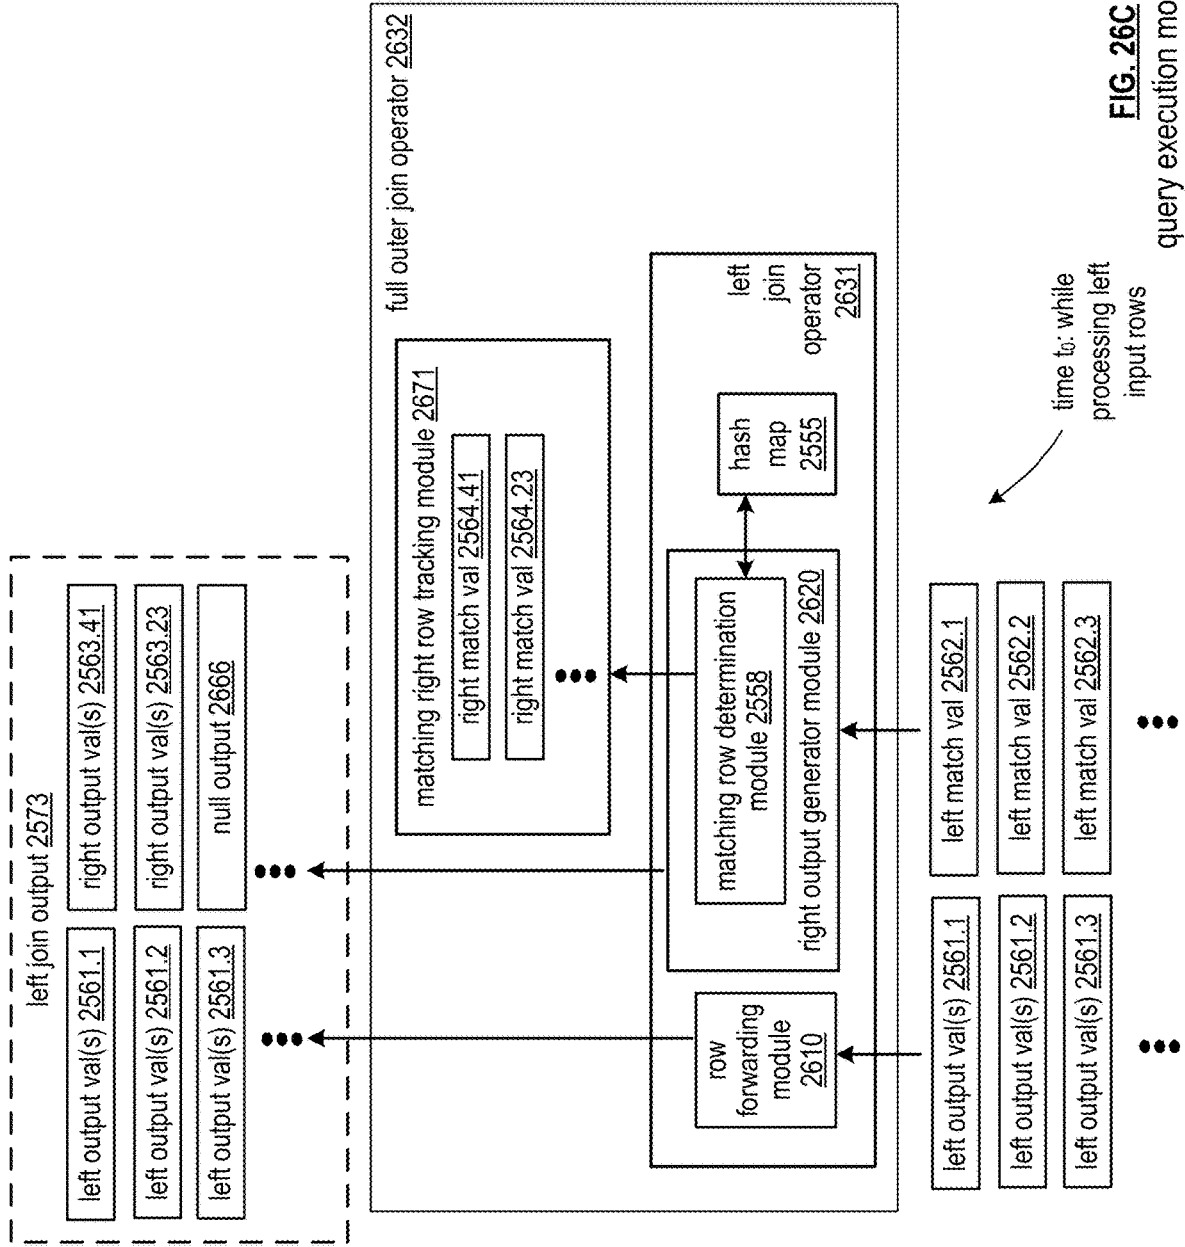 left join output 2573
left output val(s) 2561.1
right output val(s) 2563.41
left output val(s) 2561.2
right output val(s) 2563.23
left output val(s) 2561.3
null output 2666
full outer join operator 2632
matching right row tracking module 2671
right match val 2564.41
right match val 2564.23
left
join
operator
2631
row
forwarding
module
2610
matching row determination
module 2558
right output generator module 2620
hash
map
2555
left output val(s) 2561.1
left match val 2562.1
left output val(s) 2561.2
left match val 2562.2
left output val(s) 2561.3
left match val 2562.3
time t0: while
processing left
input rows
FIG. 26C
query execution mo